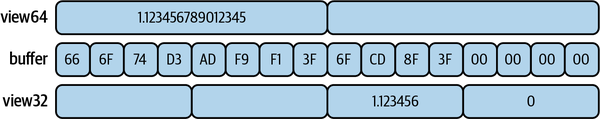 view64 1.123456789012345
buffer 66 6F 74 D3 AD F9 F1 3F 6F CD 8F 3F 00 00 00 00
view32 1.123456 0